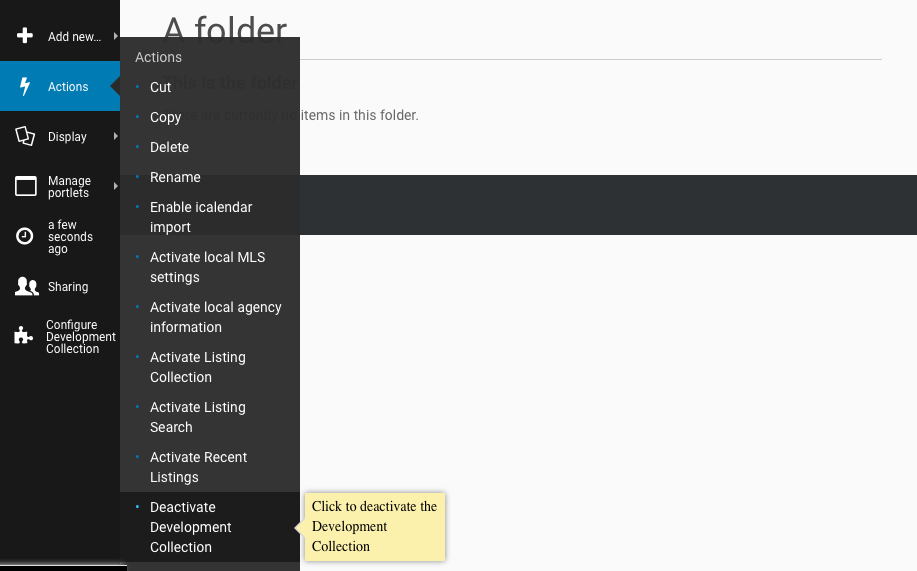 A folder
Add new...
Actions
Display
Manage
portlets
a few
seconds
ago
Sharing
Configure
Development
Collection
Actions
Cut
Copy
Delete
Rename
Enable icalendar
import
Activate local MLS
settings
Activate local agency
information
Activate Listing
Collection
Activate Listing
Search
Activate Recent
Listings
Deactivate
Development
Collection
This is the folder
There are currently no items in this folder.
Click to deactivate the
Development
Collection